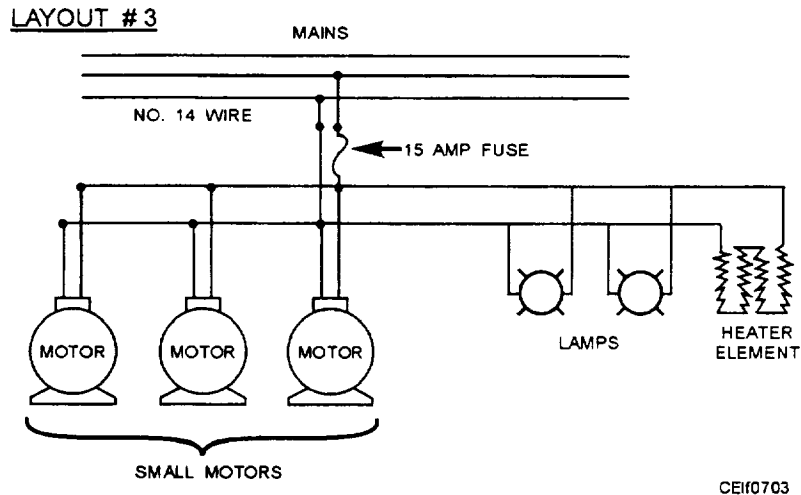 LAYOUT #3
MAINS
NO. 14 WIRE
15 AMP FUSE
MOTOR
MOTOR
MOTOR
LAMPS
HEATER
ELEMENT
SMALL MOTORS
CEIf0703